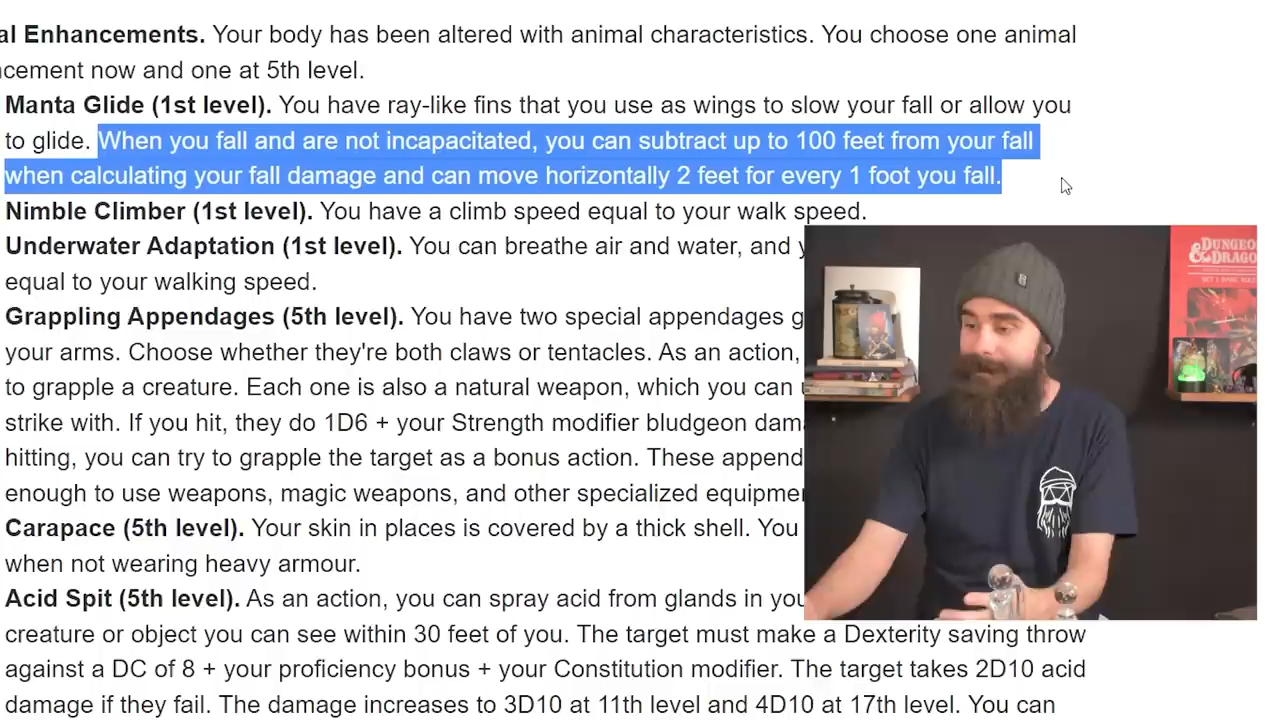 al Enhancements. Your body has been altered with animal characteristics. You choose one animal
ncement now and one at 5th level.
Manta Glide (1st level). You have ray-like fins that you use as wings to slow your fall or allow you
to glide. When you fall and are not incapacitated, you can subtract up to 100 feet from your fall
when calculating your fall damage and can move horizontally 2 feet for every 1 foot you fall.
Nimble Climber (1st level). You have a climb speed equal to your walk speed.
Underwater Adaptation (1st level). You can breathe air and water, and
equal to your walking speed.
Grappling Appendages (5th level). You have two special appendages g
your arms. Choose whether they're both claws or tentacles. As an action,
to grapple a creature. Each one is also a natural weapon, which you can
strike with. If you hit, they do 1D6 + your Strength modifier bludgeon dam
hitting, you can try to grapple the target as a bonus action. These append
enough to use weapons, magic weapons, and other specialized equipme
Carapace (5th level). Your skin in places is covered by a thick shell. You
when not wearing heavy armour.
Acid Spit (5th level). As an action, you can spray acid from glands in you
creature or object you can see within 30 feet of you. The target must make a Dexterity saving throw
against a DC of 8 + your proficiency bonus + your Constitution modifier. The target takes 2D10 acid
damage if they fail. The damage increases to 3D10 at 11th level and 4D10 at 17th level. You can
DUNGEO
& DRAGO